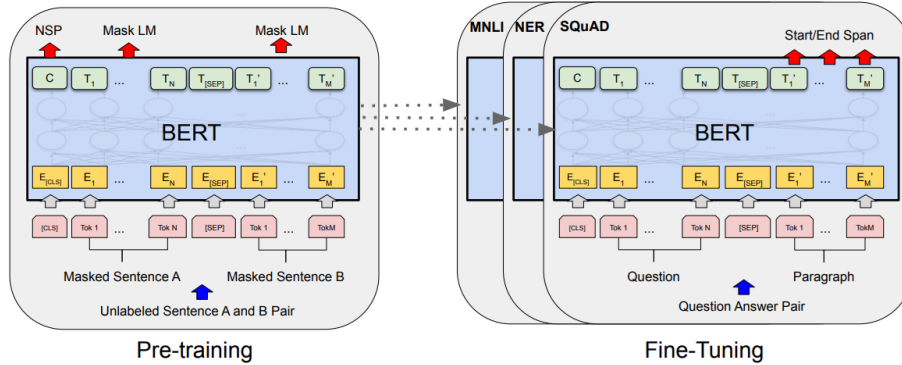 NSP Mask LM Mask LM
C T1 ... TN T[SEP] T1' ... TM'
BERT
E[CLS] E1 ... EN E[SEP] E1' ... EM'
[CLS] Tok 1 ... Tok N [SEP] Tok 1 ... TokM
Masked Sentence A Masked Sentence B
Unlabeled Sentence A and B Pair
Pre-training
MNLI NER SQuAD
Start/End Span
C T1 ... TN T[SEP] T1' ... TM'
BERT
E[CLS] E1 ... EN E[SEP] E1' ... EM'
[CLS] Tok 1 ... Tok N [SEP] Tok 1 ... TokM
Question Paragraph
Question Answer Pair
Fine-Tuning